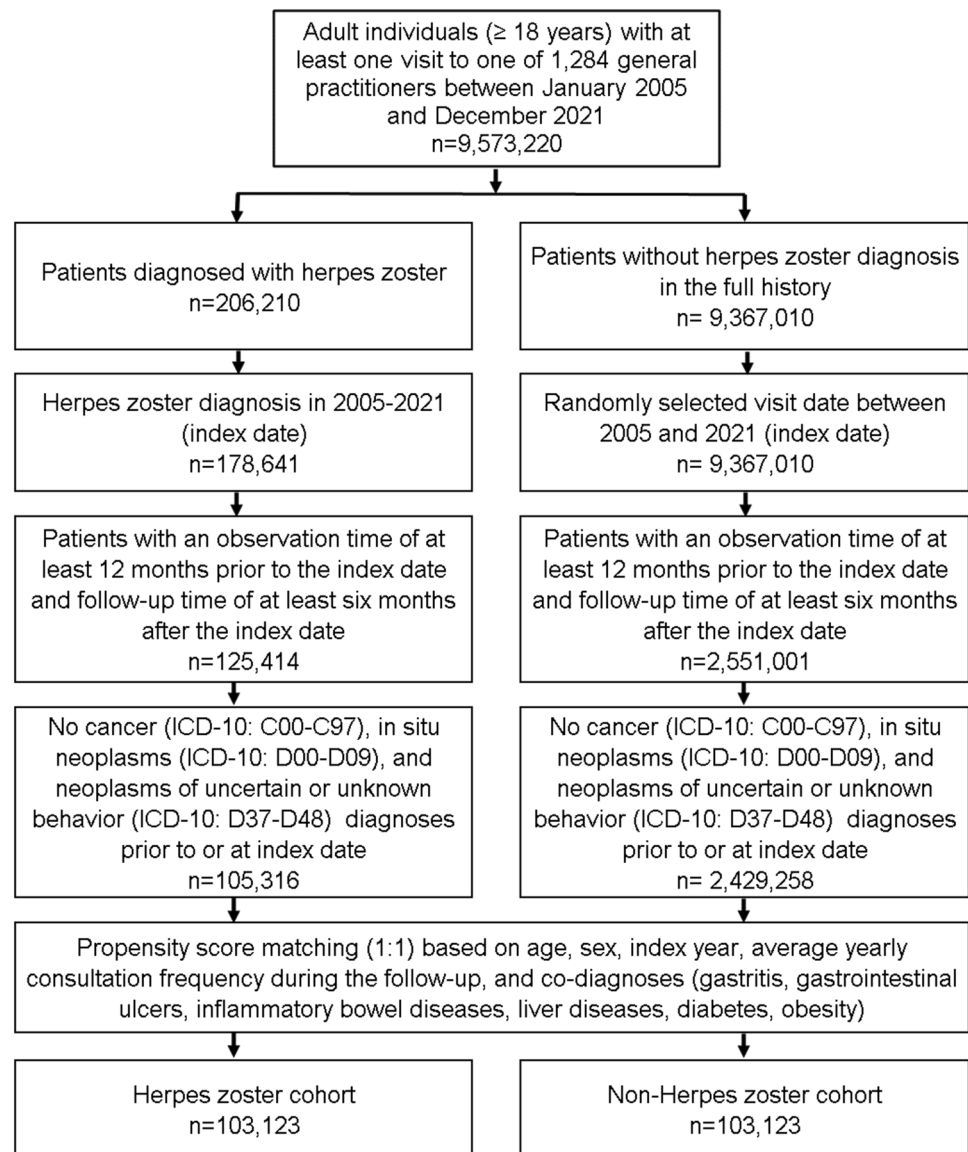 Adult individuals (≥ 18 years) with at
least one visit to one of 1,284 general
practitioners between January 2005
and December 2021
n=9,573,220
Patients diagnosed with herpes zoster
n=206,210
Patients without herpes zoster diagnosis
in the full history
n= 9,367,010
Herpes zoster diagnosis in 2005-2021
(index date)
n=178,641
Randomly selected visit date between
2005 and 2021 (index date)
n= 9,367,010
Patients with an observation time of at
least 12 months prior to the index date
and follow-up time of at least six months
after the index date
n=125,414
Patients with an observation time of at
least 12 months prior to the index date
and follow-up time of at least six months
after the index date
n=2,551,001
No cancer (ICD-10: C00-C97), in situ
neoplasms (ICD-10: D00-D09), and
neoplasms of uncertain or unknown
behavior (ICD-10: D37-D48)  diagnoses
prior to or at index date
n=105,316
No cancer (ICD-10: C00-C97), in situ
neoplasms (ICD-10: D00-D09), and
neoplasms of uncertain or unknown
behavior (ICD-10: D37-D48)  diagnoses
prior to or at index date
n= 2,429,258
Propensity score matching (1:1) based on age, sex, index year, average yearly
consultation frequency during the follow-up, and co-diagnoses (gastritis, gastrointestinal
ulcers, inflammatory bowel diseases, liver diseases, diabetes, obesity)
Herpes zoster cohort
n=103,123
Non-Herpes zoster cohort
n=103,123